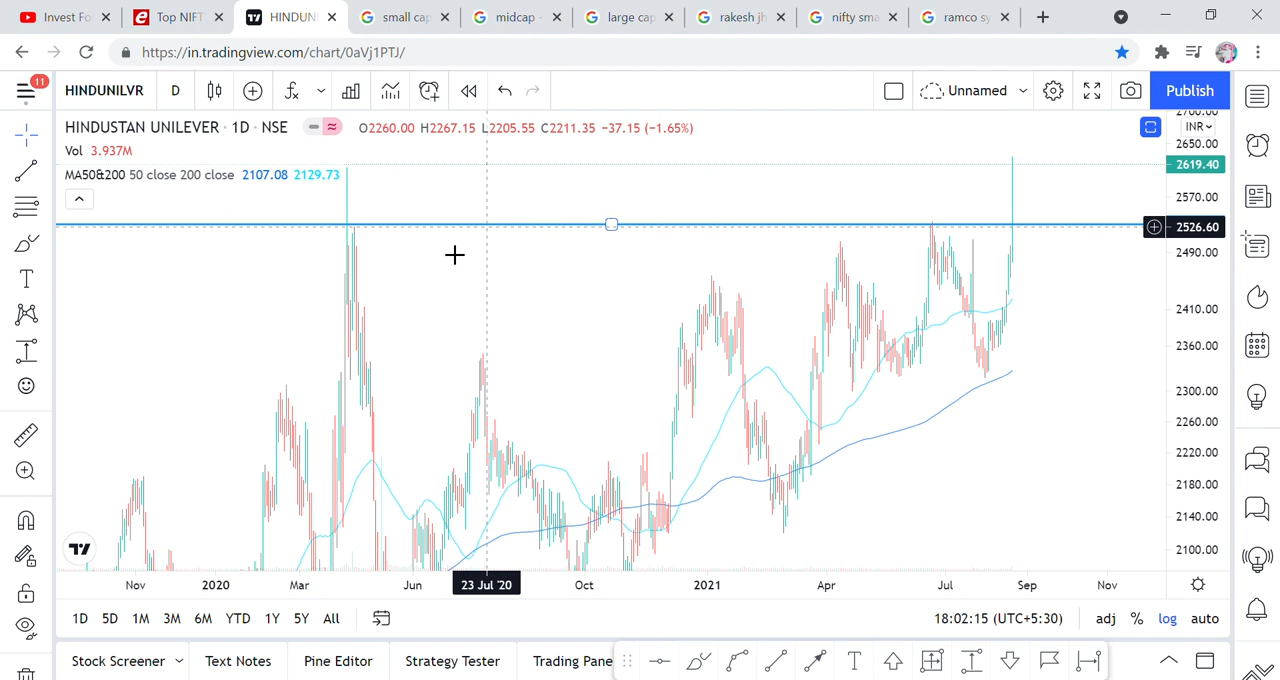 Invest Fo
Top NIFT
HINDUNI
small cap
midcap -
large cap
rakesh jh
nifty sma
ramco sy
https://in.tradingview.com/chart/0aVj1PTJ/
11
HINDUNILVR
D
Unnamed
Publish
HINDUSTAN UNILEVER · 1D · NSE
O2260.00 H2267.15 L2205.55 C2211.35 -37.15 (-1.65%)
Vol 3.937M
MA50&200 50 close 200 close 2107.08 2129.73
2700.00
INR
2650.00
2619.40
2570.00
2526.60
2490.00
2410.00
2360.00
2300.00
2260.00
2220.00
2180.00
2140.00
2100.00
Nov
2020
Mar
Jun
23 Jul '20
Oct
2021
Apr
Jul
Sep
Nov
1D 5D 1M 3M 6M YTD 1Y 5Y All
18:02:15 (UTC+5:30)
adj % log auto
Stock Screener
Text Notes
Pine Editor
Strategy Tester
Trading Pane